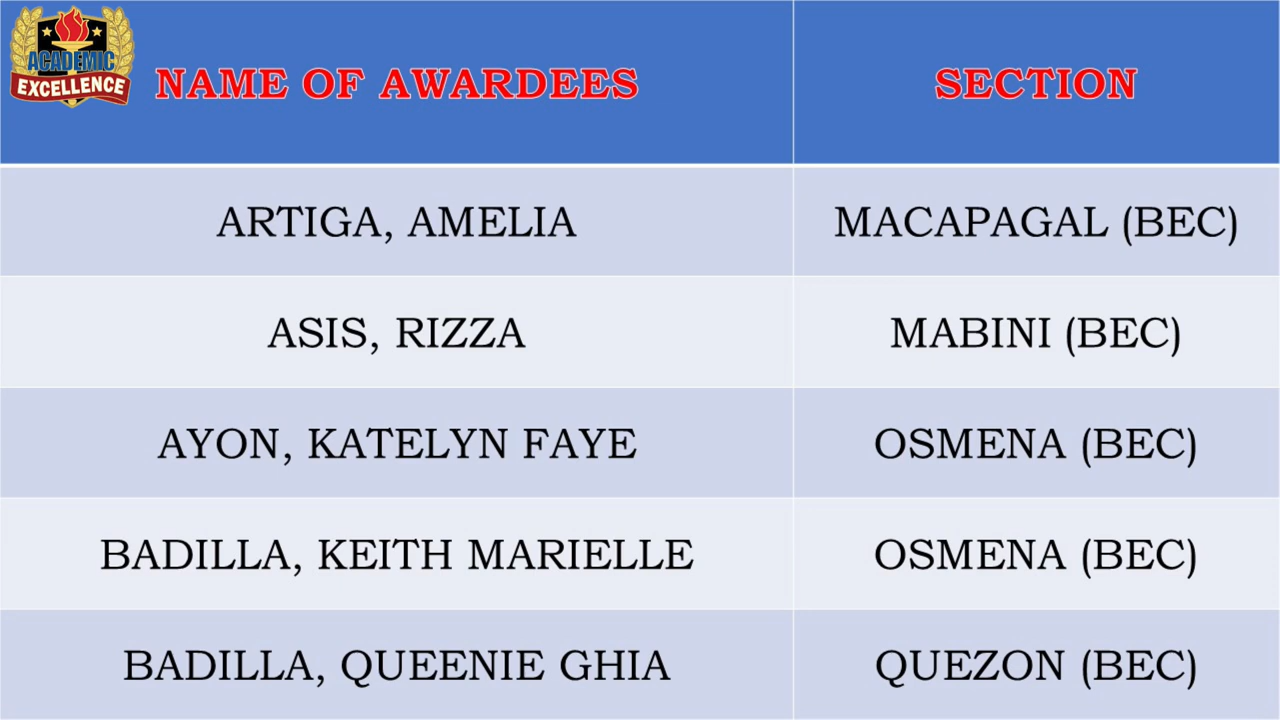 ACADEMIC
EXCELLENCE
NAME OF AWARDEES SECTION
ARTIGA, AMELIA MACAPAGAL (BEC)
ASIS, RIZZA MABINI (BEC)
AYON, KATELYN FAYE OSMENA (BEC)
BADILLA, KEITH MARIELLE OSMENA (BEC)
BADILLA, QUEENIE GHIA QUEZON (BEC)